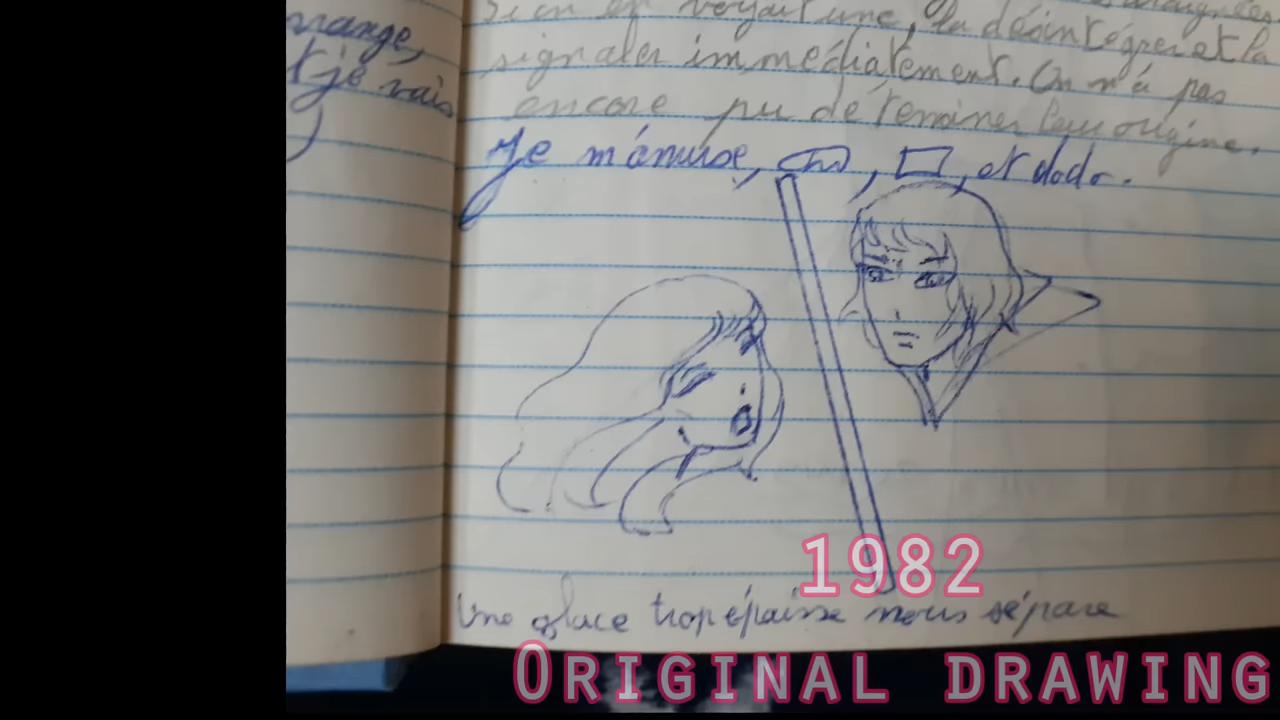 orange,
t je vais
Si on en voyait une, la désintégrer et la
signaler immédiatement. On n'a pas
encore pu déterminer leur origine.
Je m'amuse, , , et dodo.
1982
Une glace trop épaisse nous sépare
ORIGINAL DRAWING